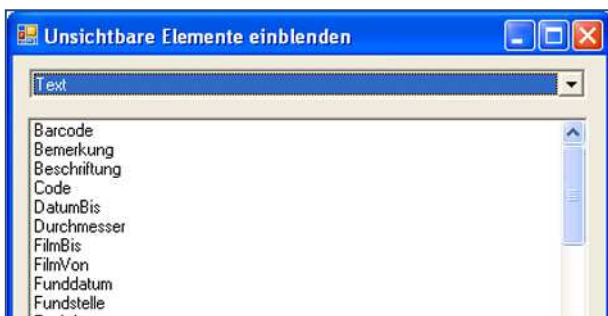 Unsichtbare Elemente einblenden
Text
Barcode
Bemerkung
Beschriftung
Code
DatumBis
Durchmesser
FilmBis
FilmVon
Funddatum
Fundstelle